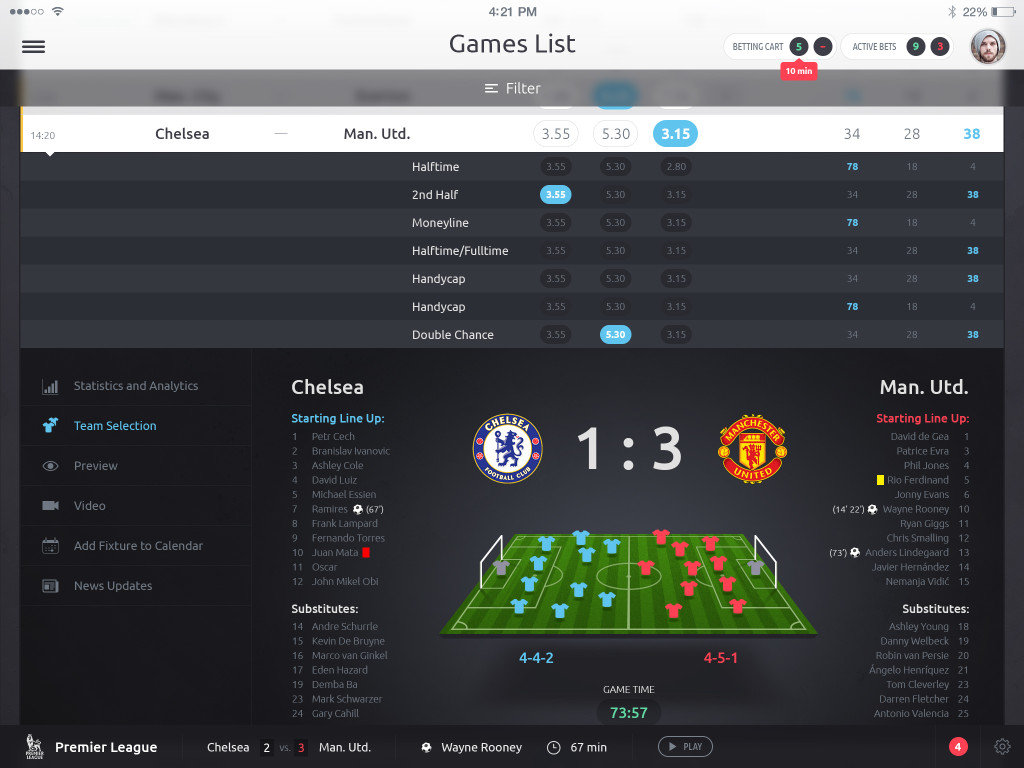 4:21 PM
22%
Games List
BETTING CART 5 –
ACTIVE BETS 9 3
10 min
Filter
14:20 Chelsea — Man. Utd. 3.55 5.30 3.15 34 28 38
Halftime 3.55 5.30 2.80 78 18 4
2nd Half 3.55 5.30 3.15 34 28 38
Moneyline 3.55 5.30 3.15 78 18 4
Halftime/Fulltime 3.55 5.30 3.15 34 28 38
Handycap 3.55 5.30 3.15 34 28 38
Handycap 3.55 5.30 3.15 78 18 4
Double Chance 3.55 5.30 3.15 34 28 38
Statistics and Analytics
Team Selection
Preview
Video
Add Fixture to Calendar
News Updates
Chelsea
Starting Line Up:
1 Petr Cech
2 Branislav Ivanovic
3 Ashley Cole
4 David Luiz
5 Michael Essien
7 Ramires (67')
8 Frank Lampard
9 Fernando Torres
10 Juan Mata
11 Oscar
12 John Mikel Obi
Substitutes:
14 Andre Schurrle
15 Kevin De Bruyne
16 Marco van Ginkel
17 Eden Hazard
19 Demba Ba
23 Mark Schwarzer
24 Gary Cahill
CHELSEA
FOOTBALL CLUB
1 : 3
MANCHESTER
UNITED
4-4-2
4-5-1
GAME TIME
73:57
Man. Utd.
Starting Line Up:
David de Gea 1
Patrice Evra 3
Phil Jones 4
Rio Ferdinand 5
Jonny Evans 6
(14' 22') Wayne Rooney 10
Ryan Giggs 11
Chris Smalling 12
(73') Anders Lindegaard 13
Javier Hernández 14
Nemanja Vidić 15
Substitutes:
Ashley Young 18
Danny Welbeck 19
Robin van Persie 20
Ángelo Henríquez 21
Tom Cleverley 23
Darren Fletcher 24
Antonio Valencia 25
Premier League
Chelsea 2 vs. 3 Man. Utd.
Wayne Rooney
67 min
PLAY
4